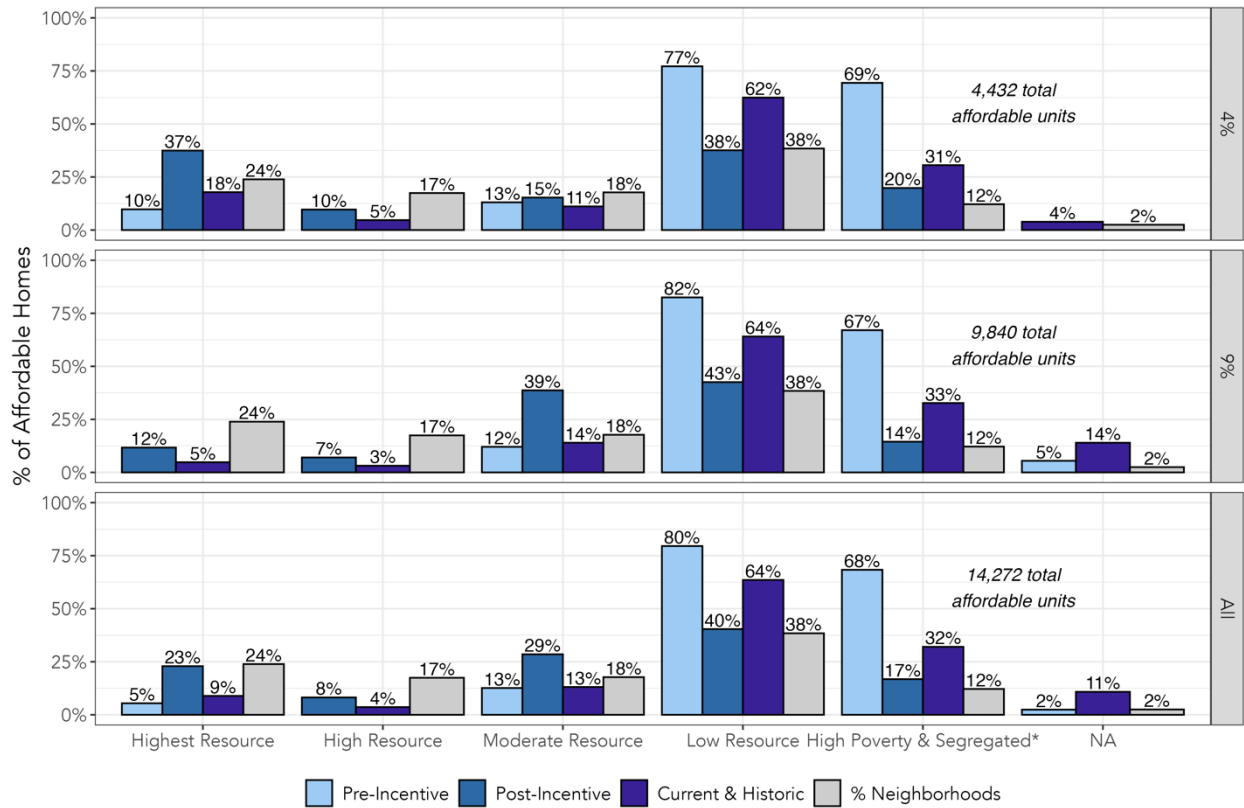 % of Affordable Homes
100%
75%
50%
25%
0%
10% 37% 18% 24%
10% 5% 17%
13% 15% 11% 18%
77% 38% 62% 38%
69% 20% 31% 12%
4% 2%
4,432 total
affordable units
4%
100%
75%
50%
25%
0%
12% 5% 24%
7% 3% 17%
12% 39% 14% 18%
82% 43% 64% 38%
67% 14% 33% 12%
5% 14% 2%
9,840 total
affordable units
9%
100%
75%
50%
25%
0%
5% 23% 9% 24%
8% 4% 17%
13% 29% 13% 18%
80% 40% 64% 38%
68% 17% 32% 12%
2% 11% 2%
14,272 total
affordable units
All
Highest Resource High Resource Moderate Resource Low Resource High Poverty & Segregated* NA
Pre-Incentive Post-Incentive Current & Historic % Neighborhoods